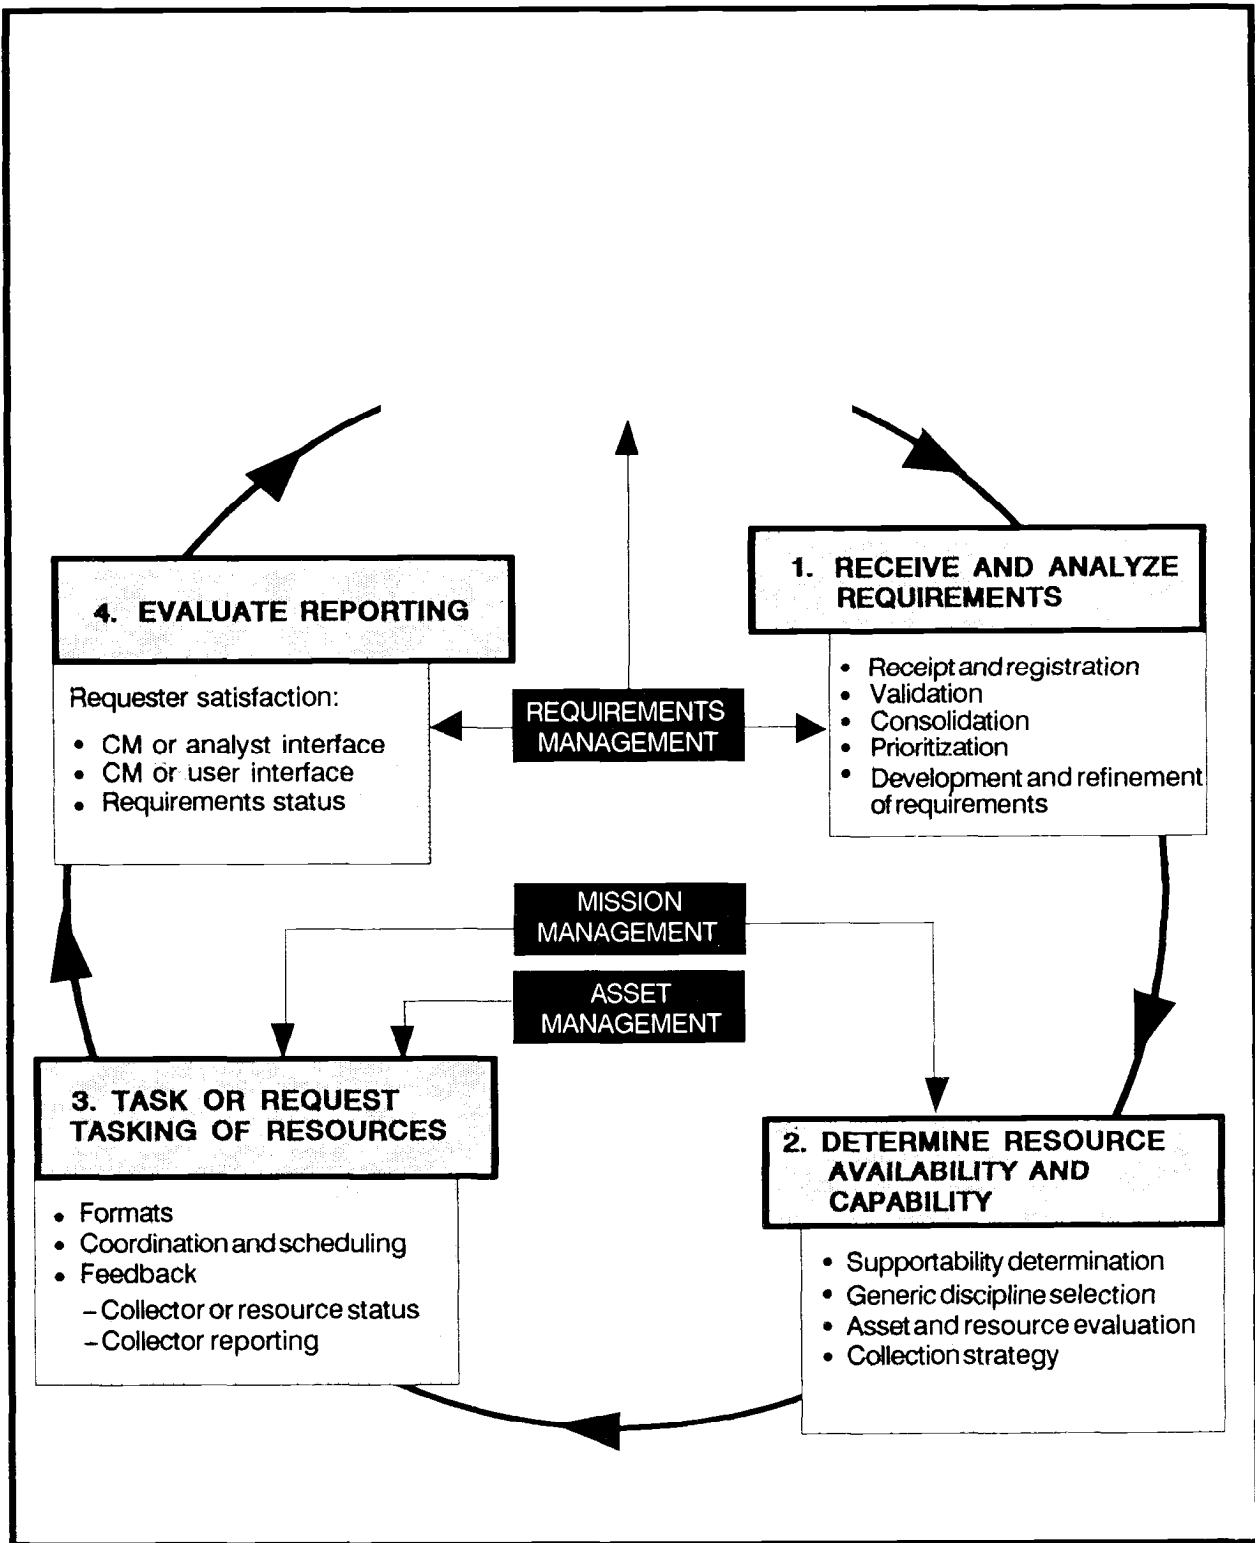 4. EVALUATE REPORTING
Requester satisfaction:
• CM or analyst interface
• CM or user interface
• Requirements status
REQUIREMENTS
MANAGEMENT
1. RECEIVE AND ANALYZE
REQUIREMENTS
• Receipt and registration
• Validation
• Consolidation
• Prioritization
• Development and refinement
of requirements
MISSION
MANAGEMENT
ASSET
MANAGEMENT
3. TASK OR REQUEST
TASKING OF RESOURCES
• Formats
• Coordination and scheduling
• Feedback
– Collector or resource status
– Collector reporting
2. DETERMINE RESOURCE
AVAILABILITY AND
CAPABILITY
• Supportability determination
• Generic discipline selection
• Asset and resource evaluation
• Collection strategy